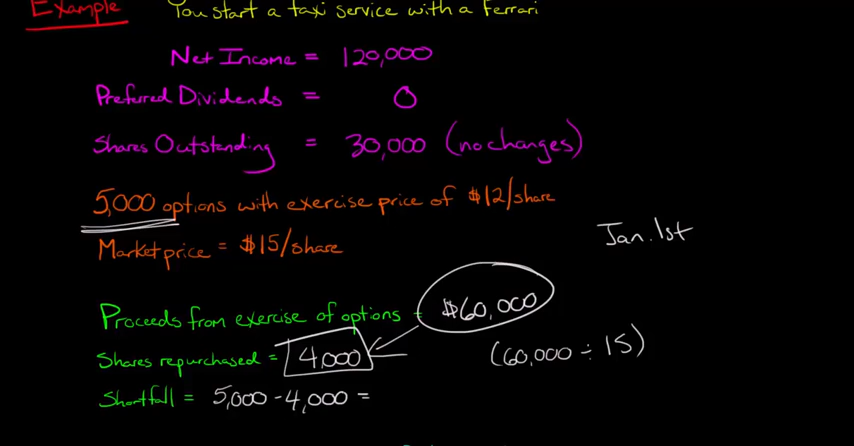 Example You start a taxi service with a Ferrari
Net Income = 120,000
Preferred Dividends = 0
Shares Outstanding = 30,000 (no changes)
5,000 options with exercise price of $12/share
Jan. 1st
Market price = $15/share
Proceeds from exercise of options = $60,000
Shares repurchased = 4,000 (60,000 ÷ 15)
Shortfall = 5,000 - 4,000 =